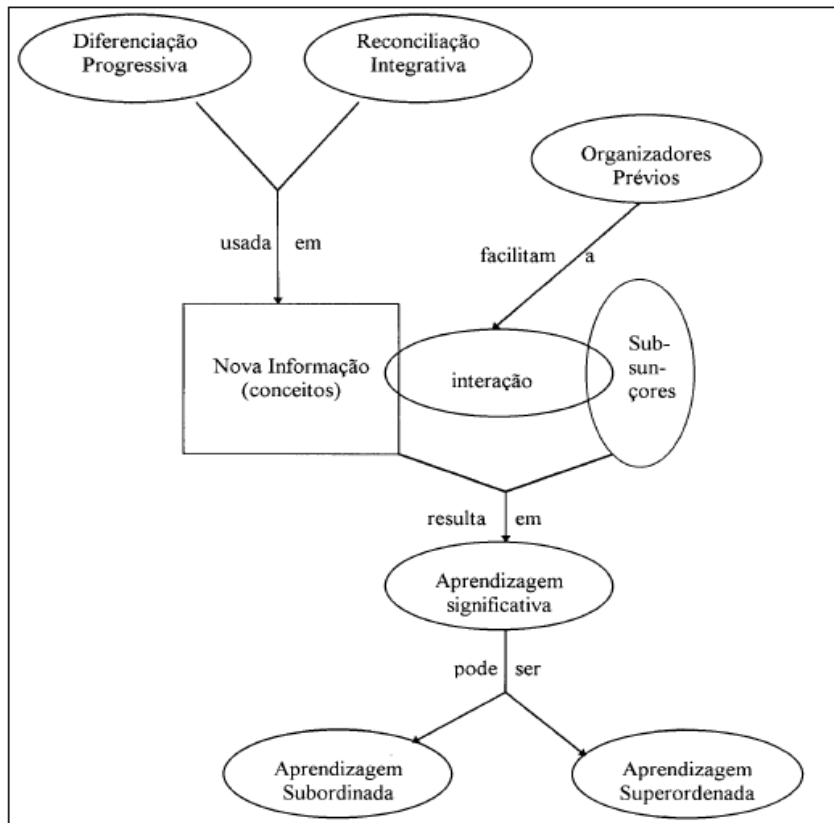 Diferenciação
Progressiva
Reconciliação
Integrativa
Organizadores
Prévios
usada em
facilitam a
Nova Informação
(conceitos)
interação
Sub-
sun-
çores
resulta em
Aprendizagem
significativa
pode ser
Aprendizagem
Subordinada
Aprendizagem
Superordenada